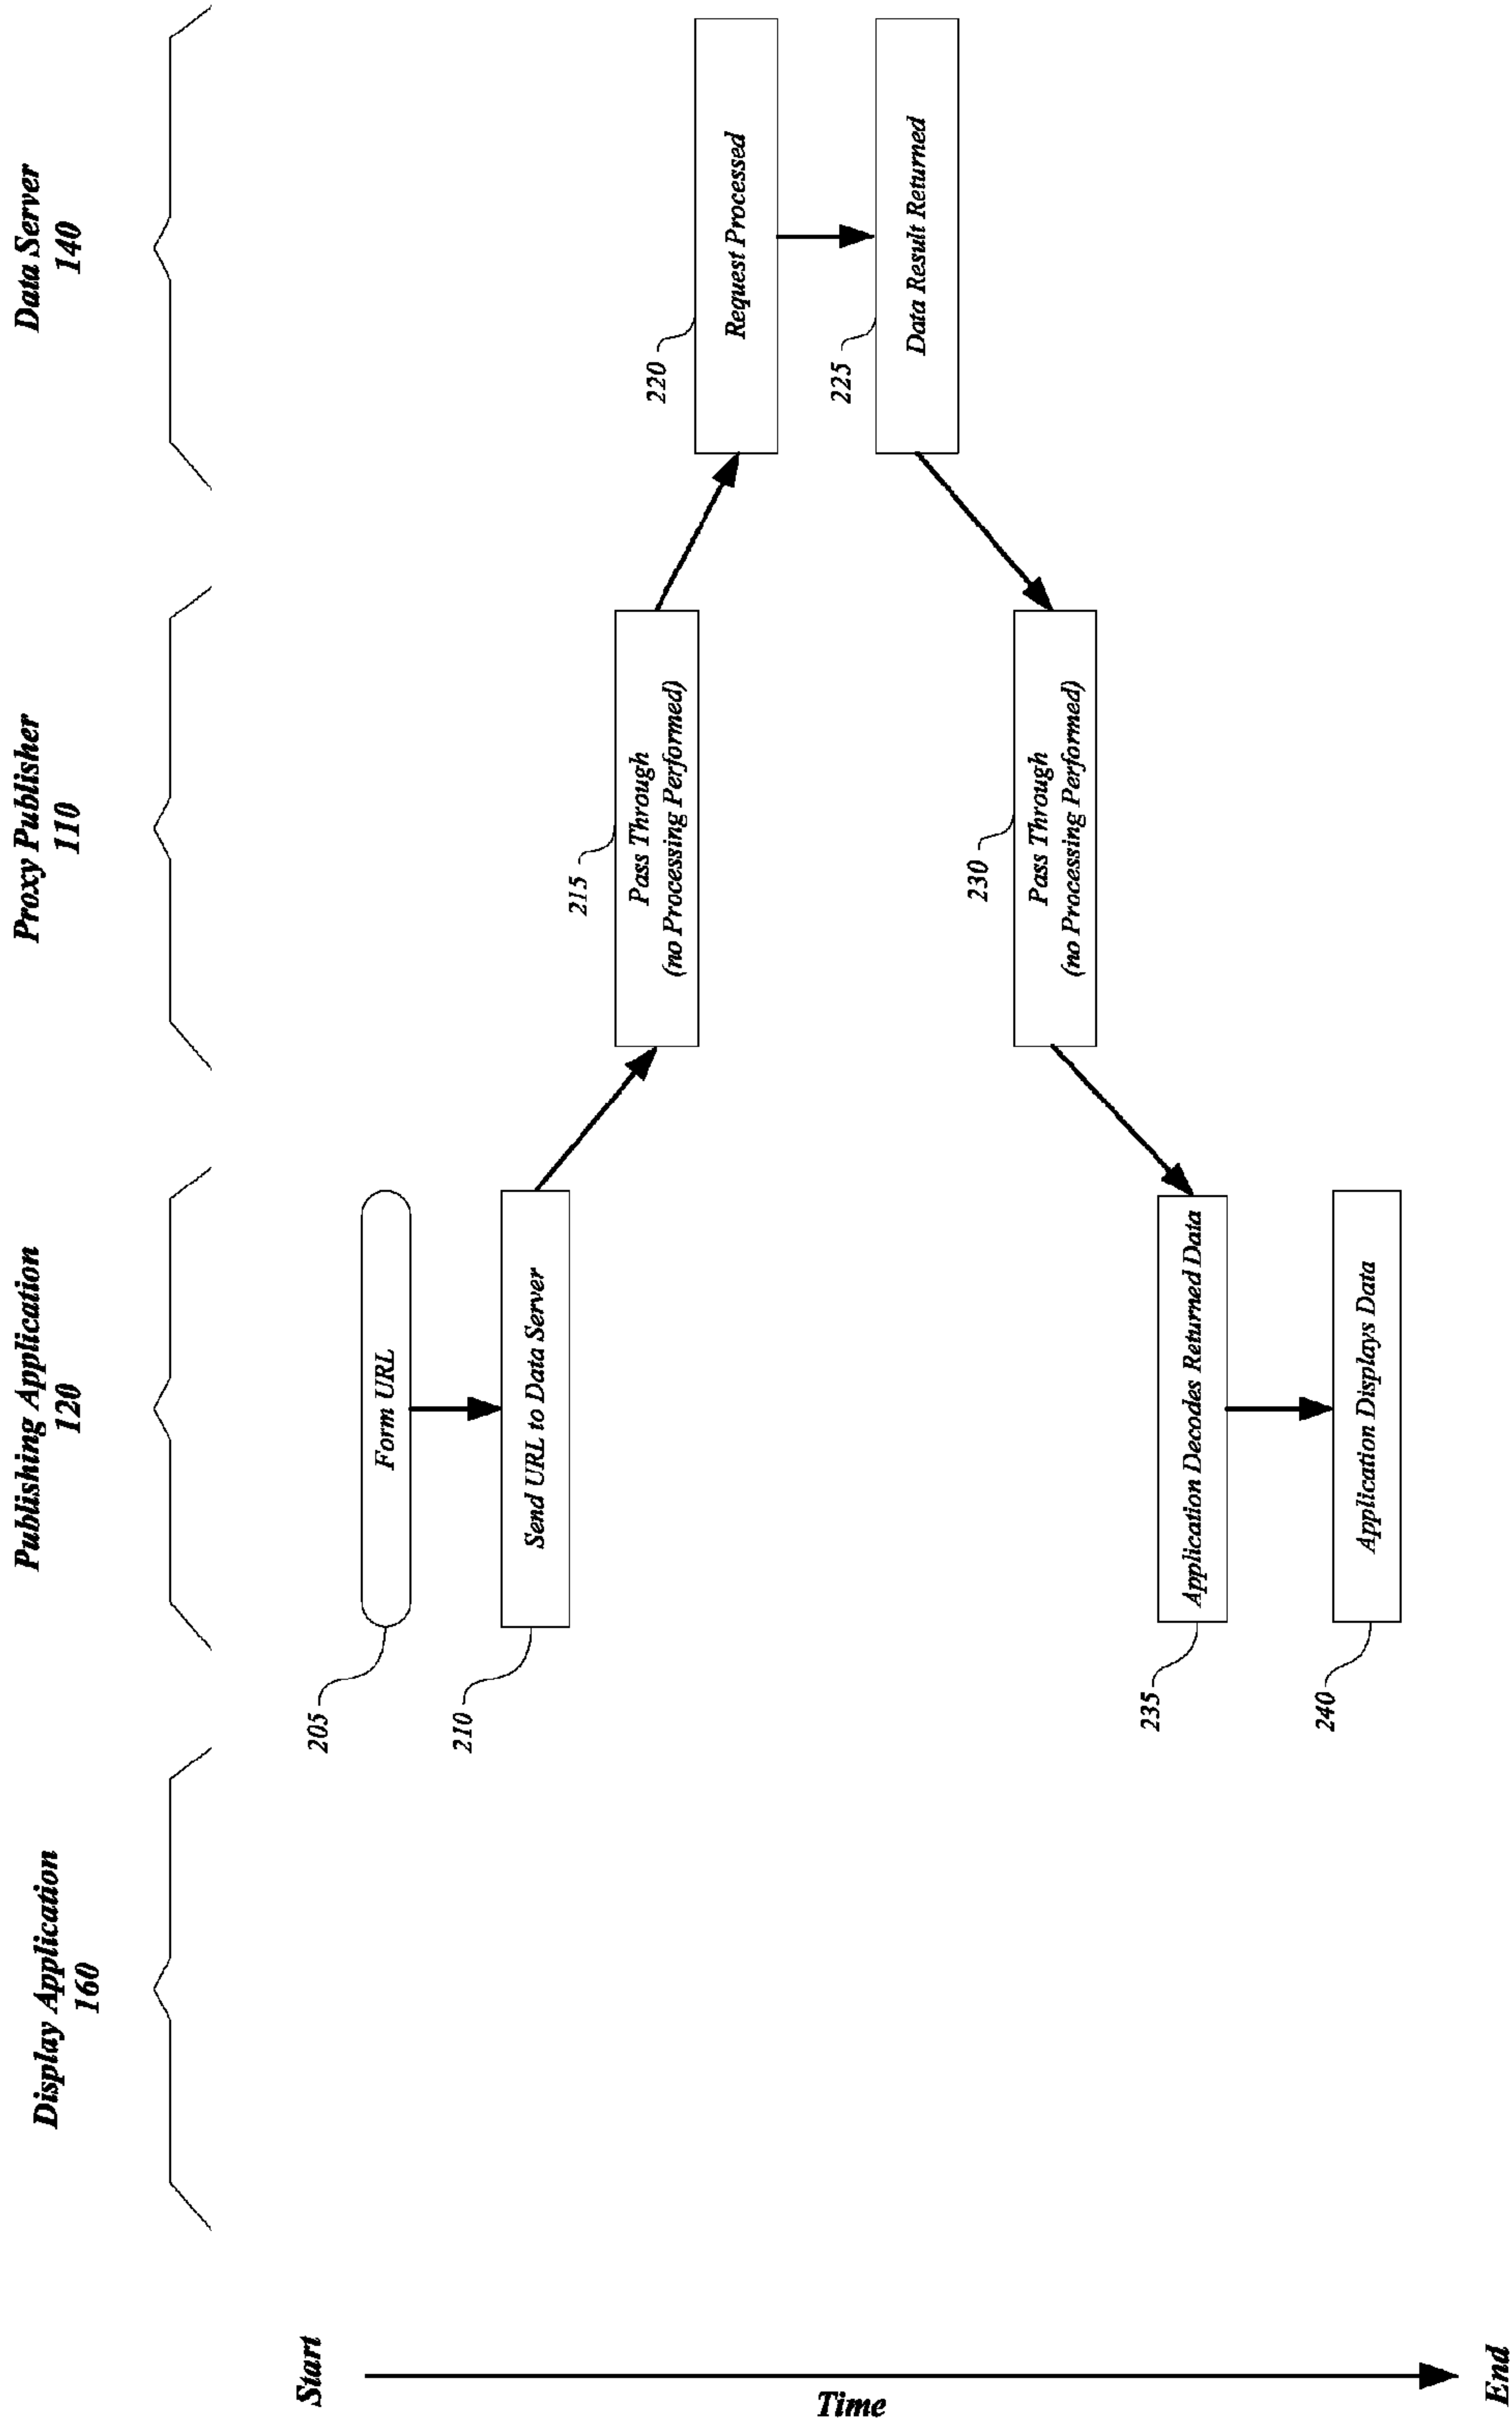 Display Application
160
Publishing Application
120
Proxy Publisher
110
Data Server
140
Start
205
Form URL
210
Send URL to Data Server
215
Pass Through
(no Processing Performed)
220
Request Processed
225
Data Result Returned
230
Pass Through
(no Processing Performed)
235
Application Decodes Returned Data
240
Application Displays Data
Time
End